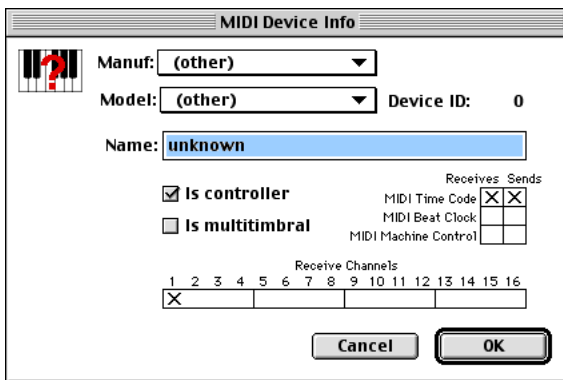 MIDI Device Info
Manuf: (other)
Model: (other) Device ID: 0
Name: unknown
Receives Sends
Is controller
MIDI Time Code
Is multitimbral
MIDI Beat Clock
MIDI Machine Control
Receive Channels
1 2 3 4 5 6 7 8 9 10 11 12 13 14 15 16
Cancel OK